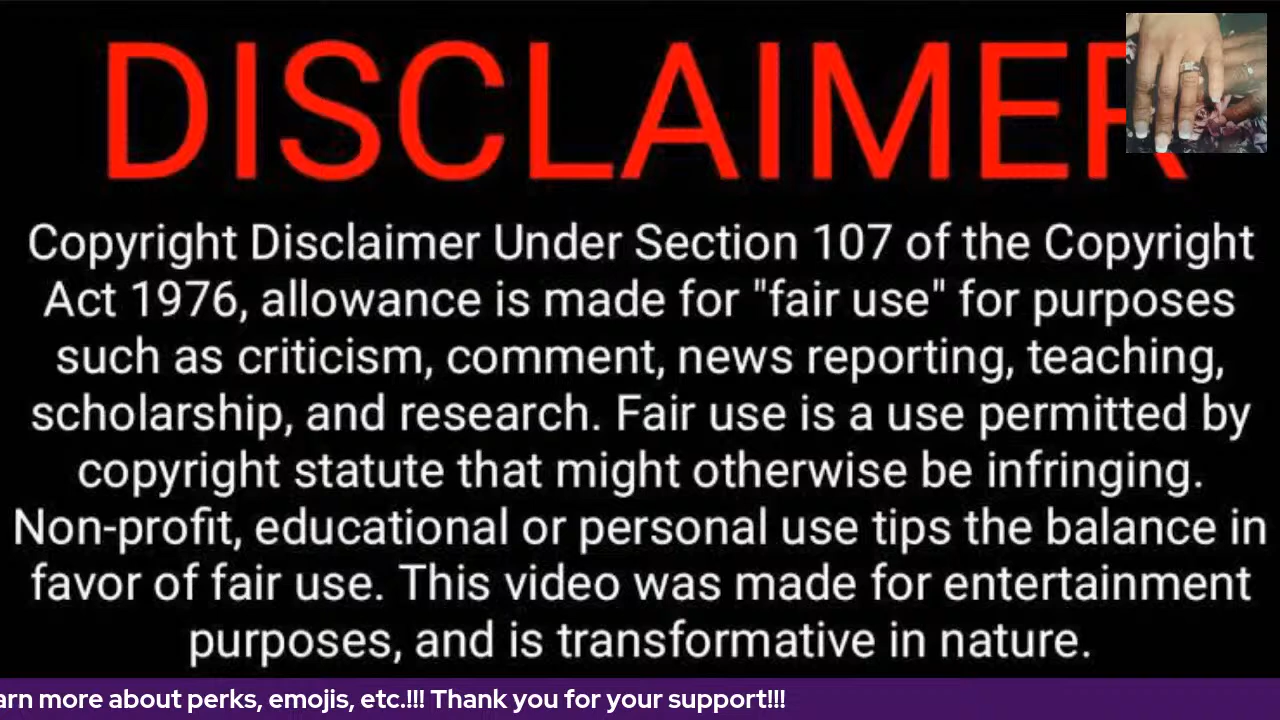 DISCLAIMER
Copyright Disclaimer Under Section 107 of the Copyright
Act 1976, allowance is made for "fair use" for purposes
such as criticism, comment, news reporting, teaching,
scholarship, and research. Fair use is a use permitted by
copyright statute that might otherwise be infringing.
Non-profit, educational or personal use tips the balance in
favor of fair use. This video was made for entertainment
purposes, and is transformative in nature.
arn more about perks, emojis, etc.!!! Thank you for your support!!!